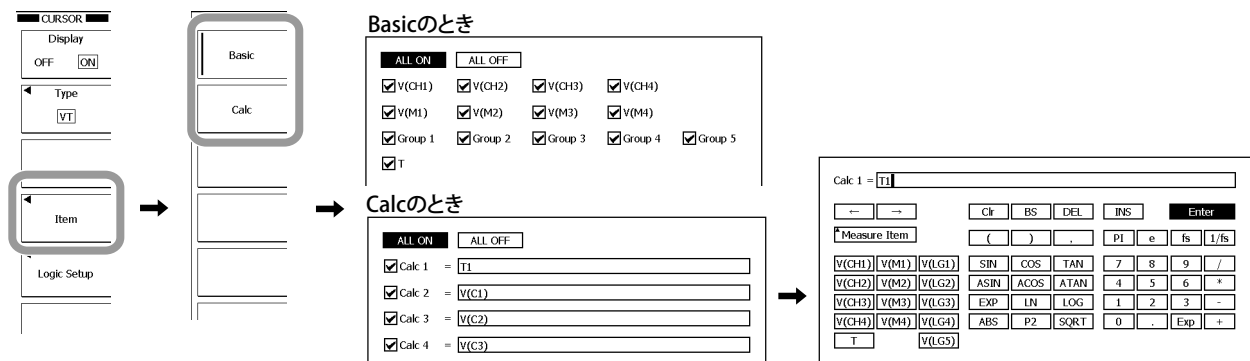 CURSOR
Display
OFF ON
Type
VT
Item
Logic Setup
Basic
Calc
Basicのとき
ALL ON ALL OFF
V(CH1) V(CH2) V(CH3) V(CH4)
V(M1) V(M2) V(M3) V(M4)
Group 1 Group 2 Group 3 Group 4 Group 5
T
Calcのとき
ALL ON ALL OFF
Calc 1 = T1
Calc 2 = V(C1)
Calc 3 = V(C2)
Calc 4 = V(C3)
Calc 1 = T1
← → Clr BS DEL INS Enter
Measure Item ( ) , PI e fs 1/fs
V(CH1) V(M1) V(LG1) SIN COS TAN 7 8 9 /
V(CH2) V(M2) V(LG2) ASIN ACOS ATAN 4 5 6 *
V(CH3) V(M3) V(LG3) EXP LN LOG 1 2 3 -
V(CH4) V(M4) V(LG4) ABS P2 SQRT 0 . Exp +
T V(LG5)